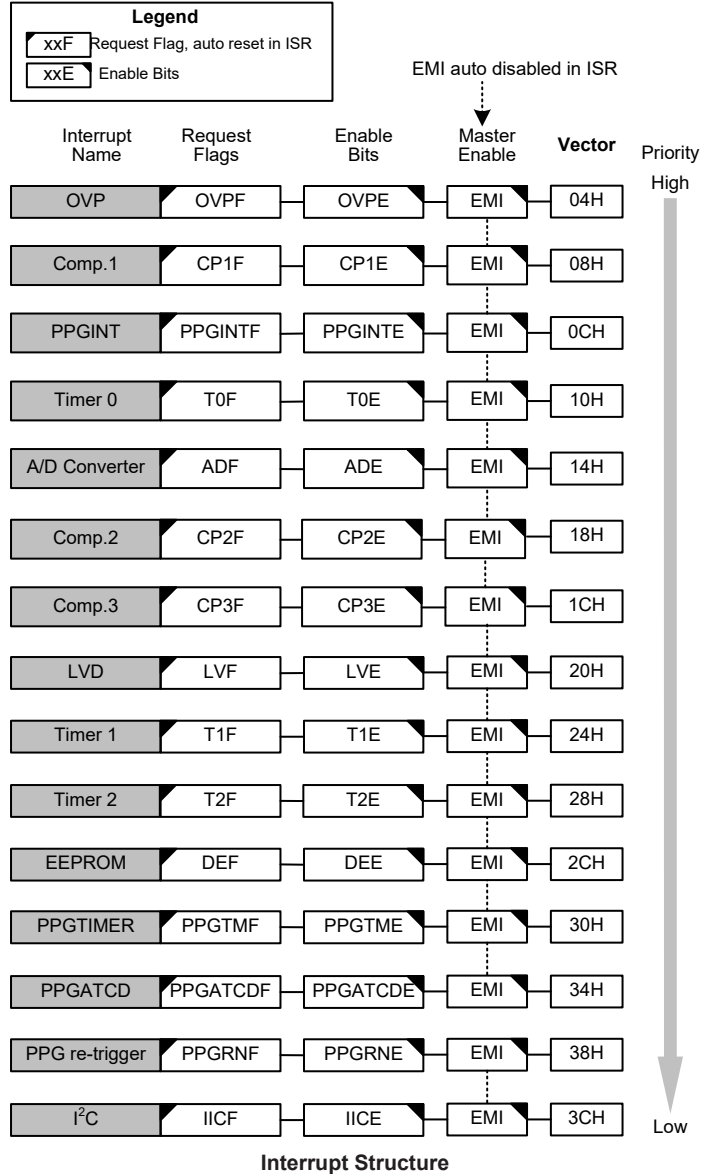 Legend
xxF Request Flag, auto reset in ISR
xxE Enable Bits
EMI auto disabled in ISR
Interrupt Name Request Flags Enable Bits Master Enable Vector Priority
High
OVP OVPF OVPE EMI 04H
Comp.1 CP1F CP1E EMI 08H
PPGINT PPGINTF PPGINTE EMI 0CH
Timer 0 T0F T0E EMI 10H
A/D Converter ADF ADE EMI 14H
Comp.2 CP2F CP2E EMI 18H
Comp.3 CP3F CP3E EMI 1CH
LVD LVF LVE EMI 20H
Timer 1 T1F T1E EMI 24H
Timer 2 T2F T2E EMI 28H
EEPROM DEF DEE EMI 2CH
PPGTIMER PPGTMF PPGTME EMI 30H
PPGATCD PPGATCDF PPGATCDE EMI 34H
PPG re-trigger PPGRNF PPGRNE EMI 38H
I²C IICF IICE EMI 3CH
Low
Interrupt Structure